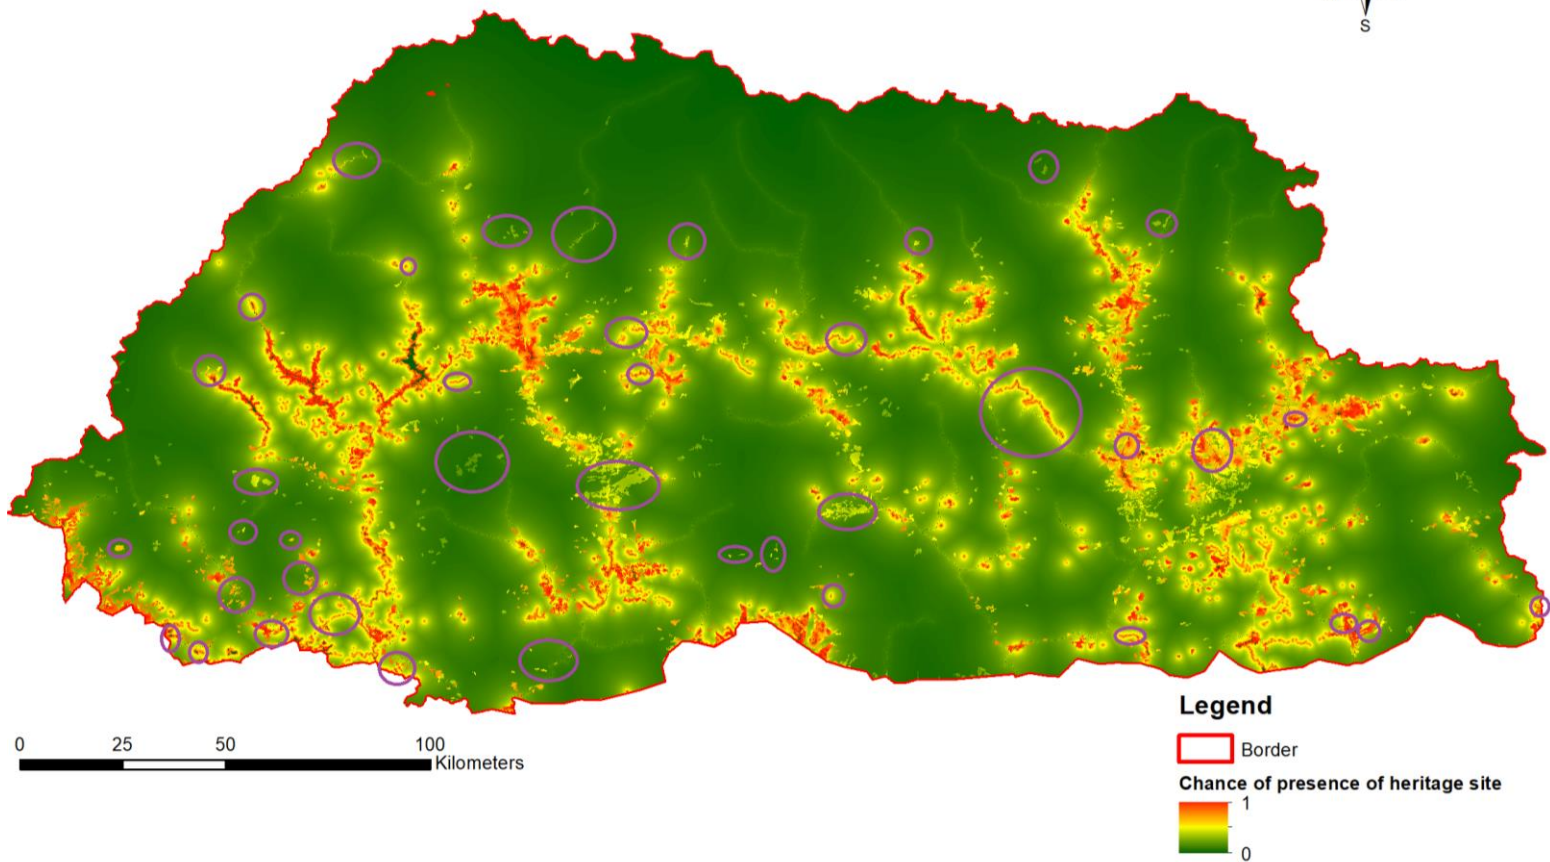 S
0 25 50 100
Kilometers
Legend
Border
Chance of presence of heritage site
1
0